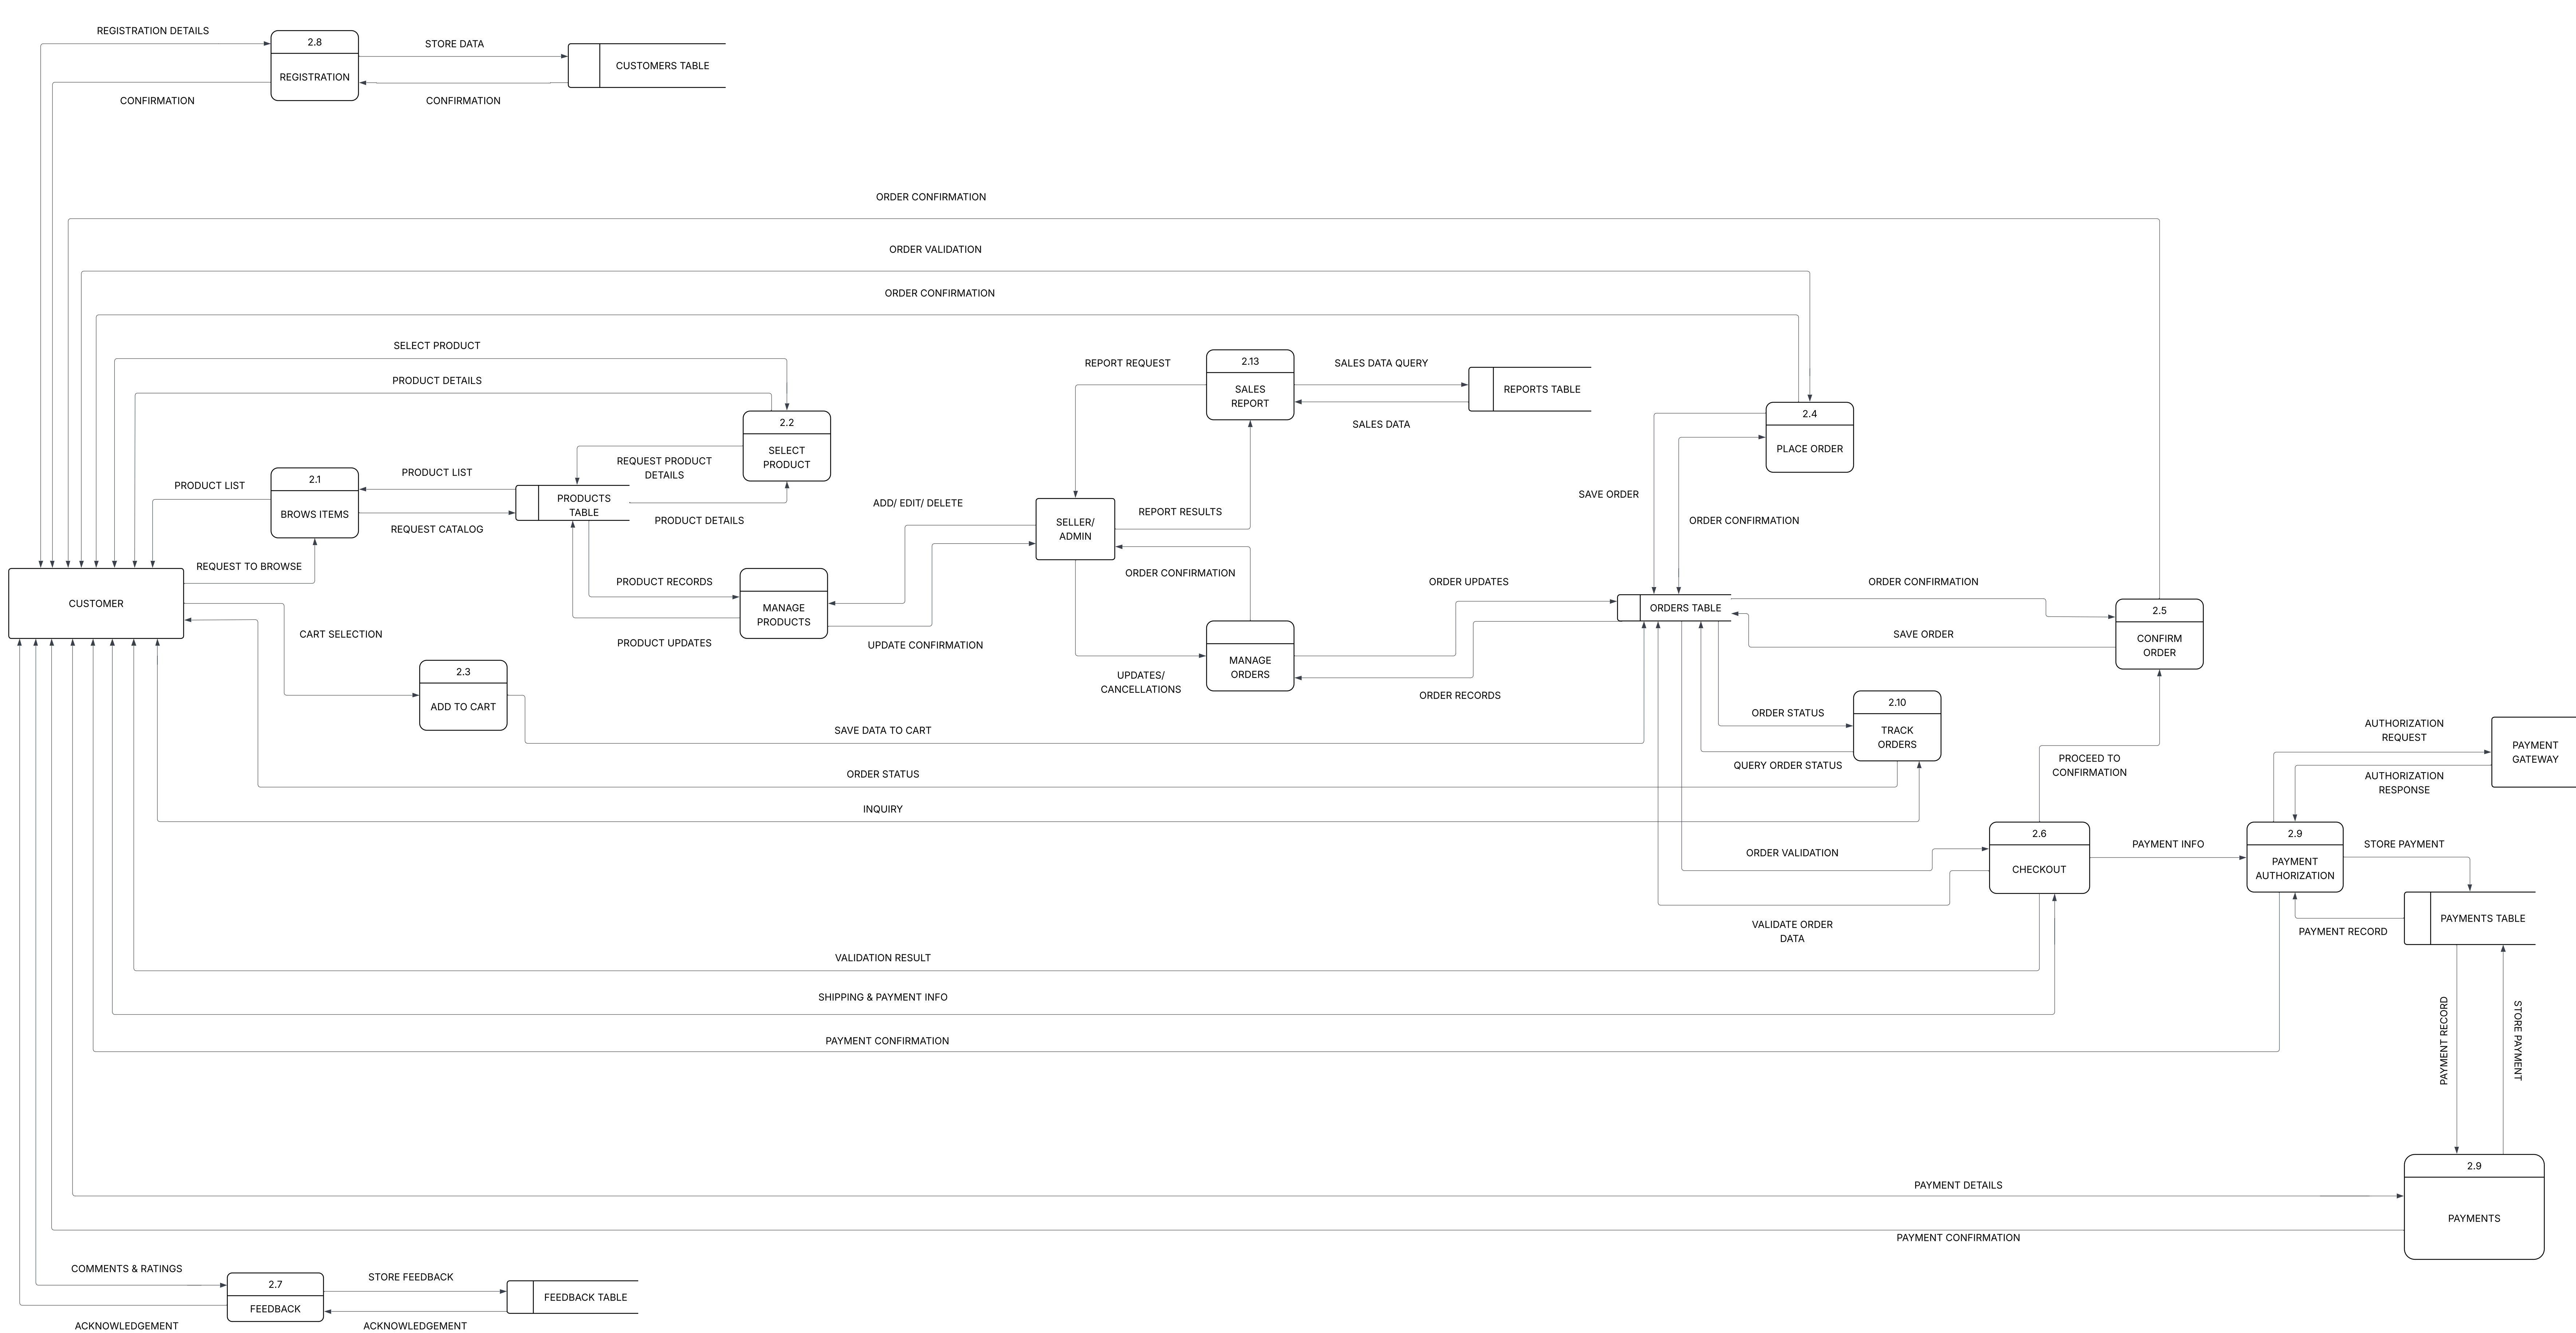 REGISTRATION DETAILS
2.8
REGISTRATION
STORE DATA
CUSTOMERS TABLE
CONFIRMATION
CONFIRMATION
ORDER CONFIRMATION
ORDER VALIDATION
ORDER CONFIRMATION
SELECT PRODUCT
PRODUCT DETAILS
2.2
SELECT
PRODUCT
REQUEST PRODUCT
DETAILS
2.1
BROWS ITEMS
PRODUCT LIST
PRODUCT LIST
REQUEST CATALOG
PRODUCTS
TABLE
PRODUCT DETAILS
REQUEST TO BROWSE
CUSTOMER
CART SELECTION
PRODUCT RECORDS
PRODUCT UPDATES
MANAGE
PRODUCTS
ADD/ EDIT/ DELETE
UPDATE CONFIRMATION
2.3
ADD TO CART
SAVE DATA TO CART
ORDER STATUS
INQUIRY
REPORT REQUEST
2.13
SALES
REPORT
SALES DATA QUERY
REPORTS TABLE
SALES DATA
SELLER/
ADMIN
REPORT RESULTS
ORDER CONFIRMATION
UPDATES/
CANCELLATIONS
MANAGE
ORDERS
ORDER UPDATES
ORDER RECORDS
2.4
PLACE ORDER
SAVE ORDER
ORDER CONFIRMATION
ORDERS TABLE
ORDER CONFIRMATION
SAVE ORDER
2.5
CONFIRM
ORDER
2.10
TRACK
ORDERS
ORDER STATUS
QUERY ORDER STATUS
PROCEED TO
CONFIRMATION
2.6
CHECKOUT
ORDER VALIDATION
VALIDATE ORDER
DATA
PAYMENT INFO
2.9
PAYMENT
AUTHORIZATION
AUTHORIZATION
REQUEST
AUTHORIZATION
RESPONSE
PAYMENT
GATEWAY
STORE PAYMENT
PAYMENTS TABLE
PAYMENT RECORD
VALIDATION RESULT
SHIPPING & PAYMENT INFO
PAYMENT CONFIRMATION
PAYMENT RECORD
STORE PAYMENT
2.9
PAYMENTS
PAYMENT DETAILS
PAYMENT CONFIRMATION
COMMENTS & RATINGS
2.7
FEEDBACK
STORE FEEDBACK
FEEDBACK TABLE
ACKNOWLEDGEMENT
ACKNOWLEDGEMENT